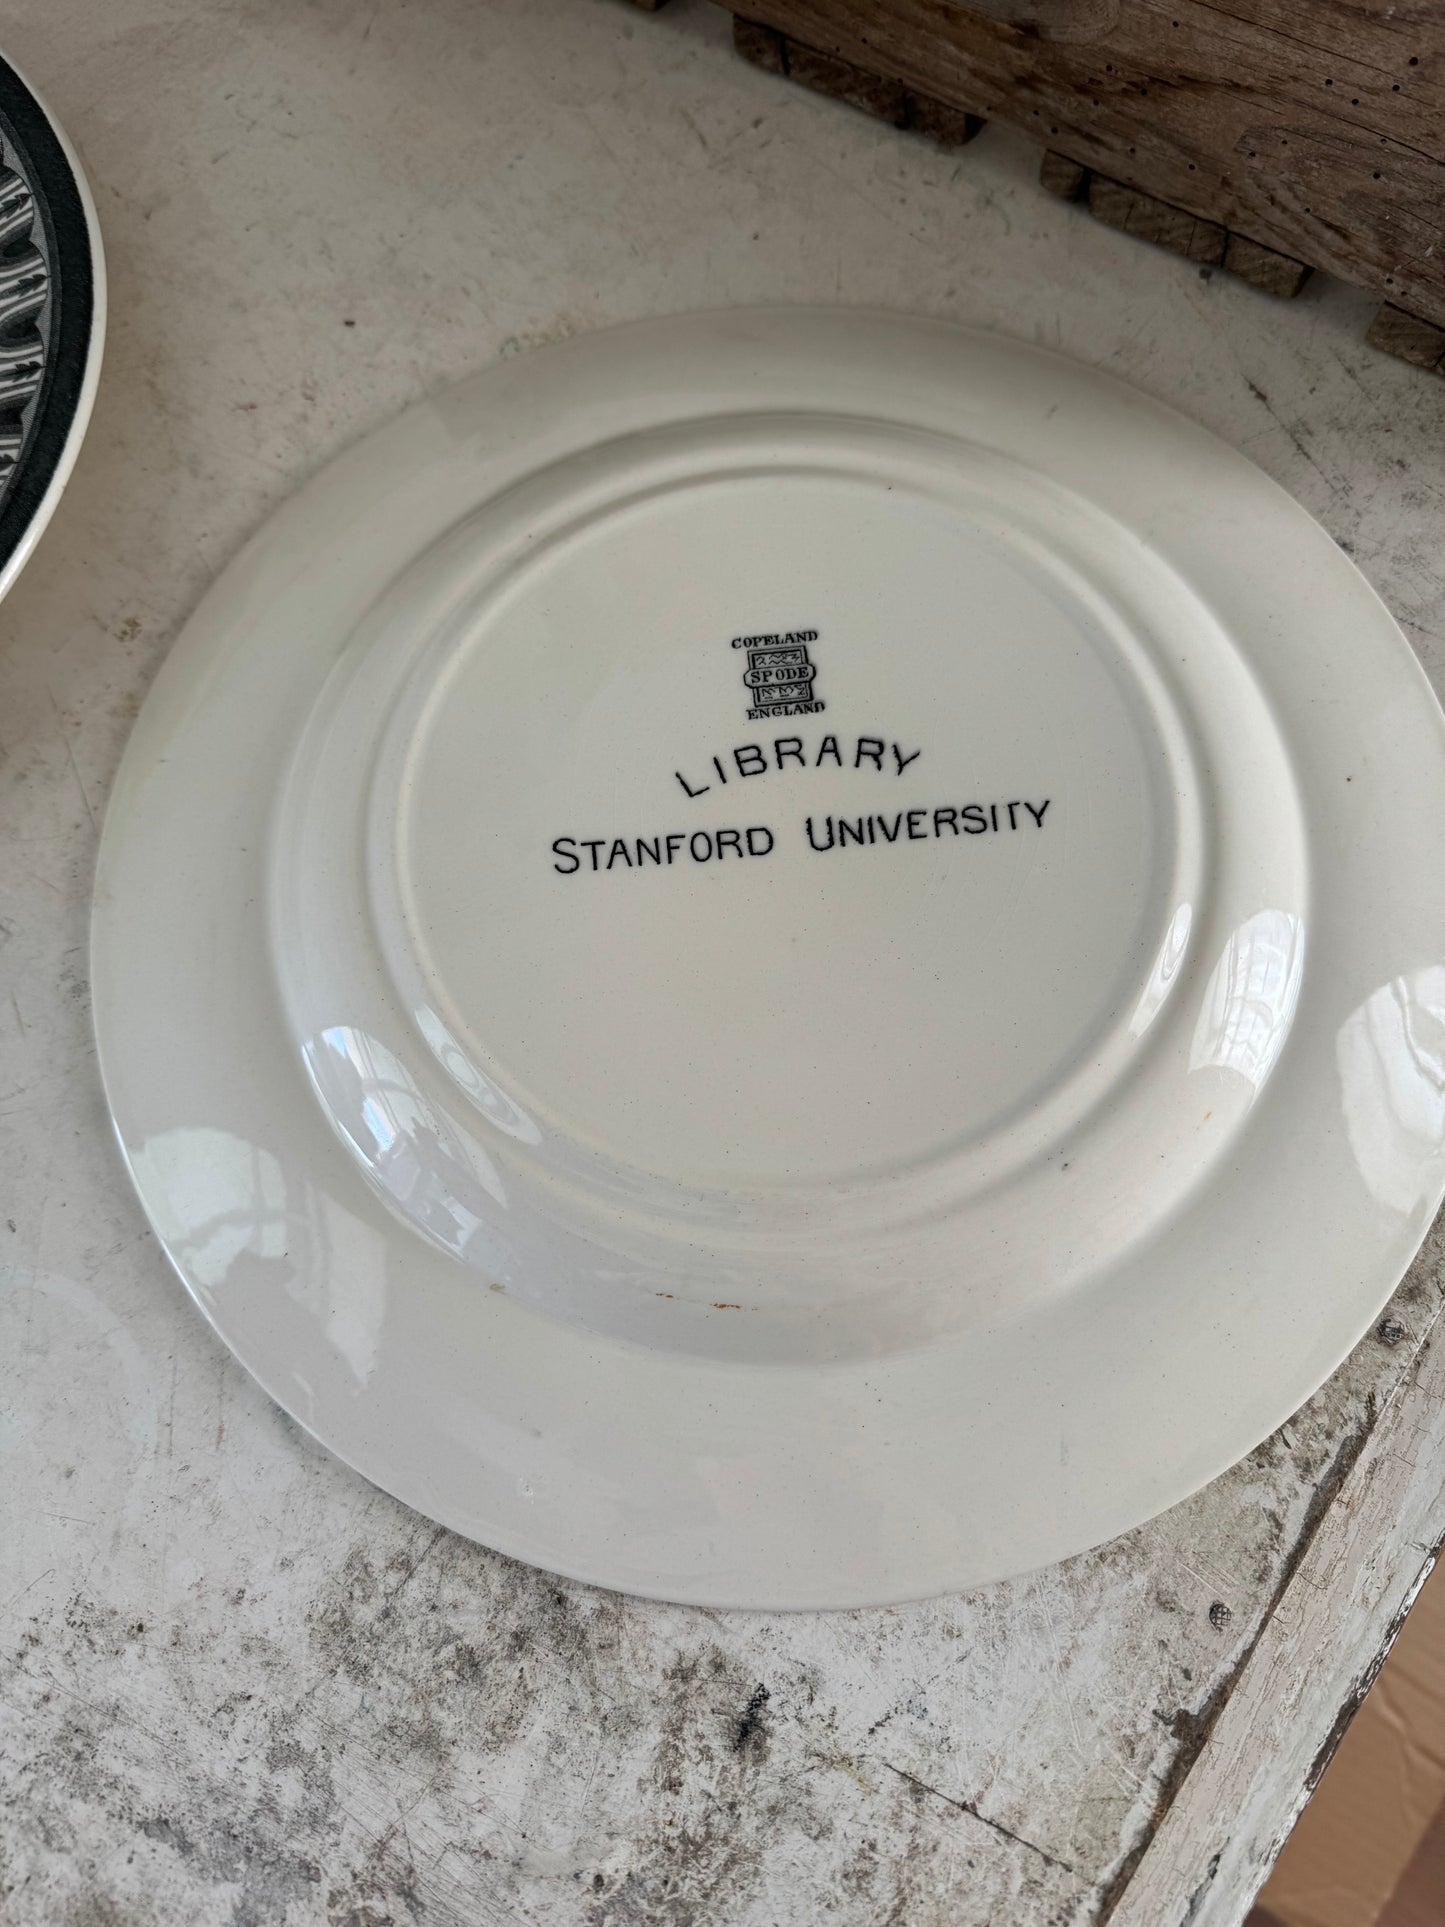 COPELAND
SPODE
ENGLAND
LIBRARY
STANFORD UNIVERSITY